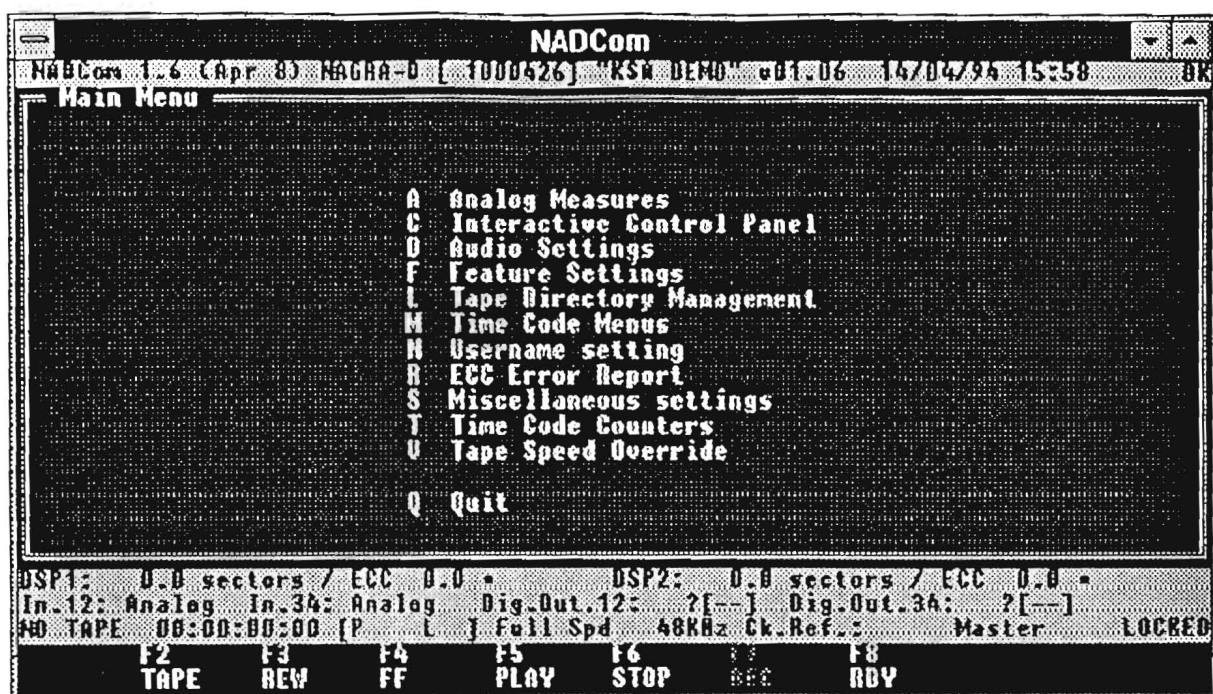 NADCom
NADCom 1.6 (Apr 8) NAGRA-D [ 1000426] "KSA DEMO" v01.06 14/04/94 15:58 OK
Main Menu
A Analog Measures
C Interactive Control Panel
D Audio Settings
F Feature Settings
L Tape Directory Management
M Time Code Menus
N Username setting
R ECC Error Report
S Miscellaneous settings
T Time Code Counters
U Tape Speed Override
Q Quit
DSP1: 0.0 sectors / ECC 0.0 DSP2: 0.0 sectors / ECC 0.0
In.12: Analog In.34: Analog Dig.Out.12: ?[--] Dig.Out.34: ?[--]
NO TAPE 00:00:00:00 [P L ] Full Spd 48KHz Ck.Ref.: Master LOCKED
F2 F3 F4 F5 F6 F7 F8
TAPE REW FF PLAY STOP REC RDY